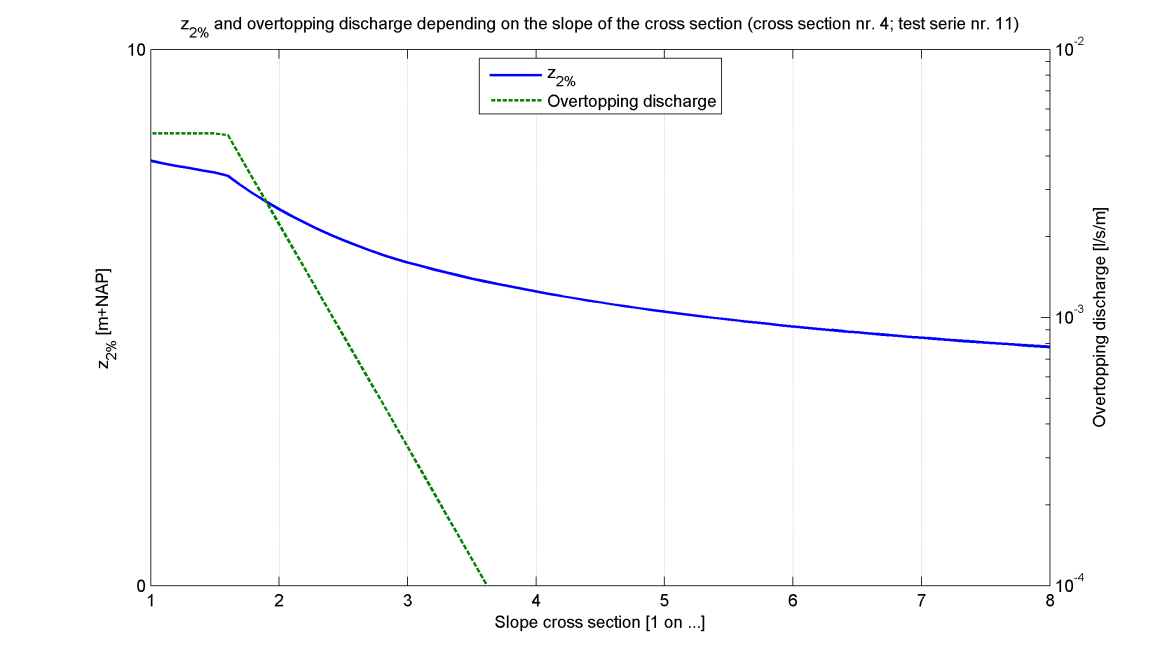 z2% and overtopping discharge depending on the slope of the cross section (cross section nr. 4; test serie nr. 11)
10
10-2
z2%
Overtopping discharge
z2% [m+NAP]
10-3
Overtopping discharge [l/s/m]
0
10-4
1 2 3 4 5 6 7 8
Slope cross section [1 on ...]